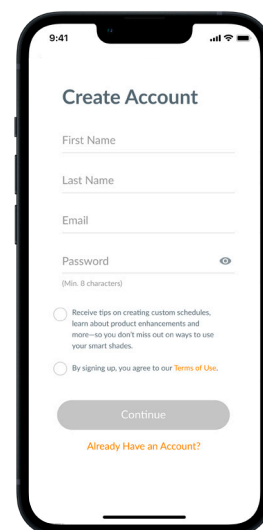 9:41
Create Account
First Name
Last Name
Email
Password
(Min. 8 characters)
Receive tips on creating custom schedules,
learn about product enhancements and
more—so you don't miss out on ways to use
your smart shades.
By signing up, you agree to our Terms of Use.
Continue
Already Have an Account?